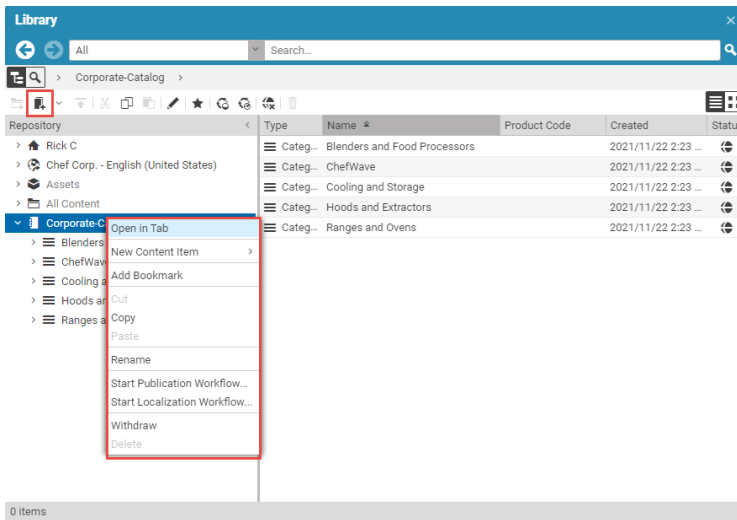 Library
All
Search...
> Corporate-Catalog >
Repository
Type Name Product Code Created Statu
Rick C
Chef Corp. - English (United States)
Assets
All Content
Corporate-C
Blenders
ChefWav
Cooling a
Hoods an
Ranges a
Open in Tab
New Content Item
Add Bookmark
Cut
Copy
Paste
Rename
Start Publication Workflow...
Start Localization Workflow...
Withdraw
Delete
Categ... Blenders and Food Processors 2021/11/22 2:23 ...
Categ... ChefWave 2021/11/22 2:23 ...
Categ... Cooling and Storage 2021/11/22 2:23 ...
Categ... Hoods and Extractors 2021/11/22 2:23 ...
Categ... Ranges and Ovens 2021/11/22 2:23 ...
0 items